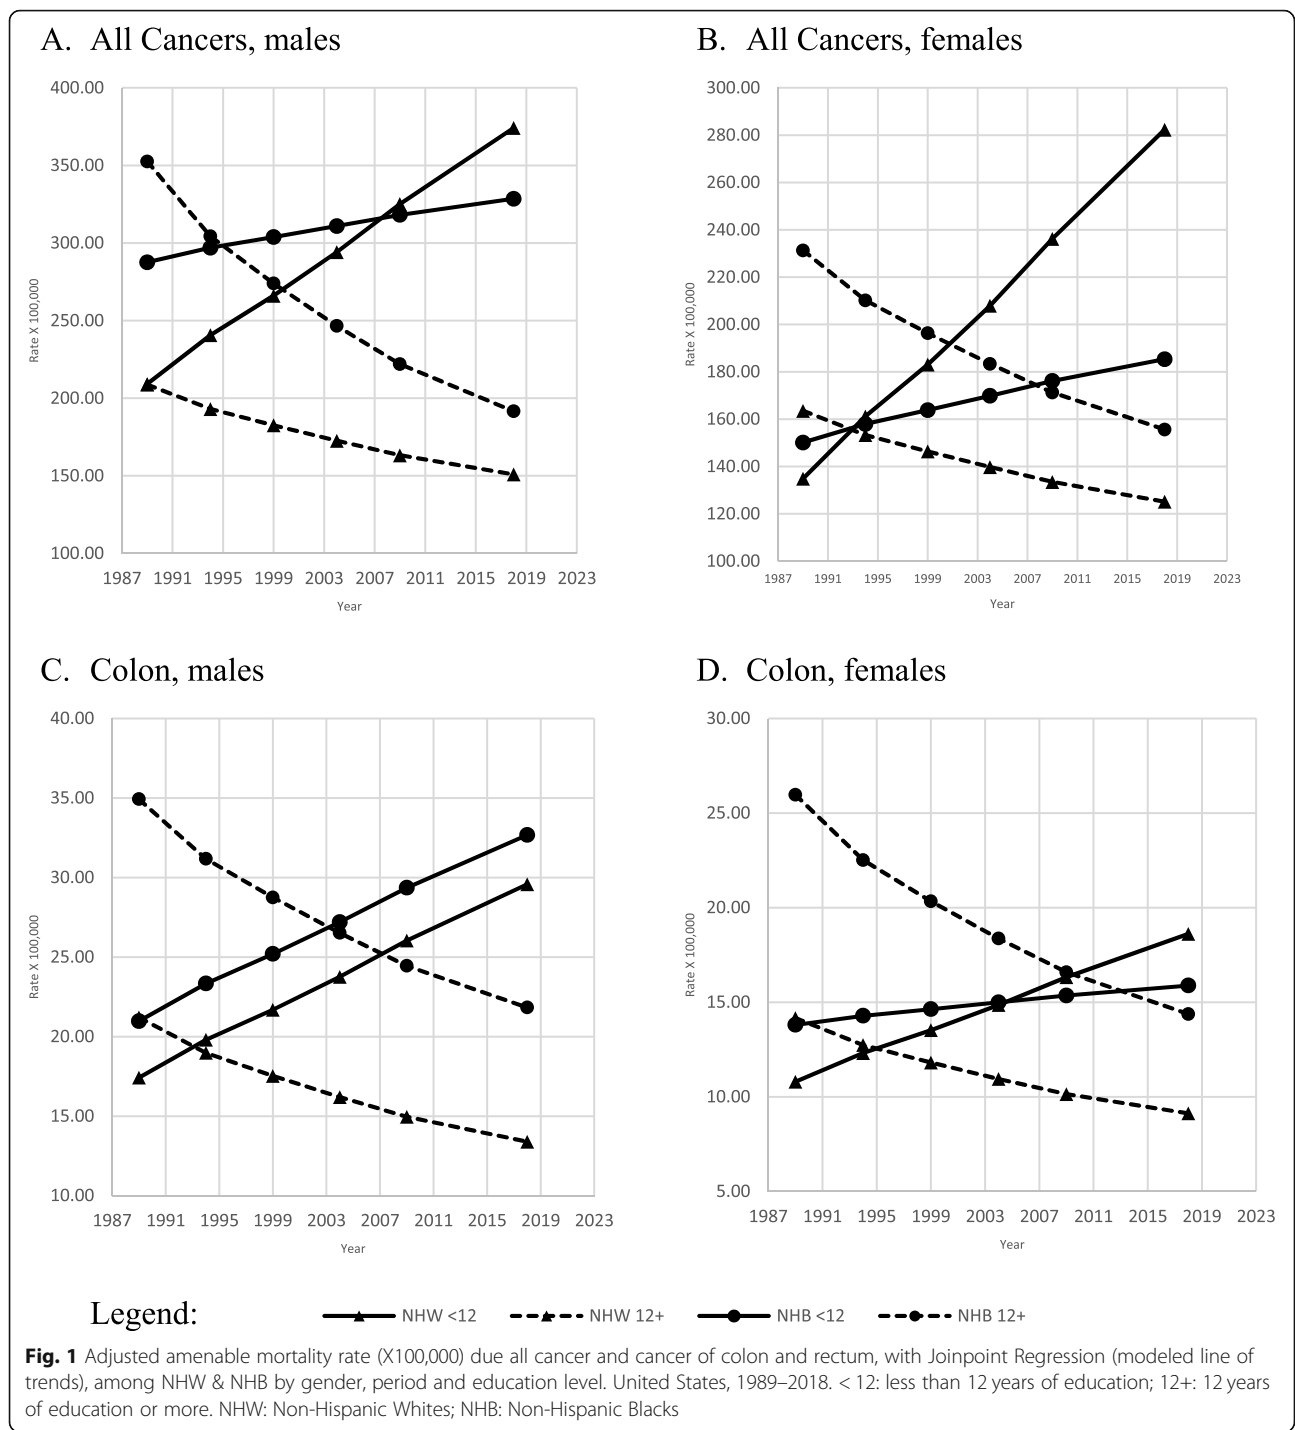 A. All Cancers, males
400.00
350.00
300.00
250.00
200.00
150.00
100.00
Rate X 100,000
1987 1991 1995 1999 2003 2007 2011 2015 2019 2023
Year
B. All Cancers, females
300.00
280.00
260.00
240.00
220.00
200.00
180.00
160.00
140.00
120.00
100.00
Rate X 100,000
1987 1991 1995 1999 2003 2007 2011 2015 2019 2023
Year
C. Colon, males
40.00
35.00
30.00
25.00
20.00
15.00
10.00
Rate X 100,000
1987 1991 1995 1999 2003 2007 2011 2015 2019 2023
Year
D. Colon, females
30.00
25.00
20.00
15.00
10.00
5.00
Rate X 100,000
1987 1991 1995 1999 2003 2007 2011 2015 2019 2023
Year
Legend: NHW <12 NHW 12+ NHB <12 NHB 12+
Fig. 1 Adjusted amenable mortality rate (X100,000) due all cancer and cancer of colon and rectum, with Joinpoint Regression (modeled line of
trends), among NHW & NHB by gender, period and education level. United States, 1989–2018. < 12: less than 12 years of education; 12+: 12 years
of education or more. NHW: Non-Hispanic Whites; NHB: Non-Hispanic Blacks